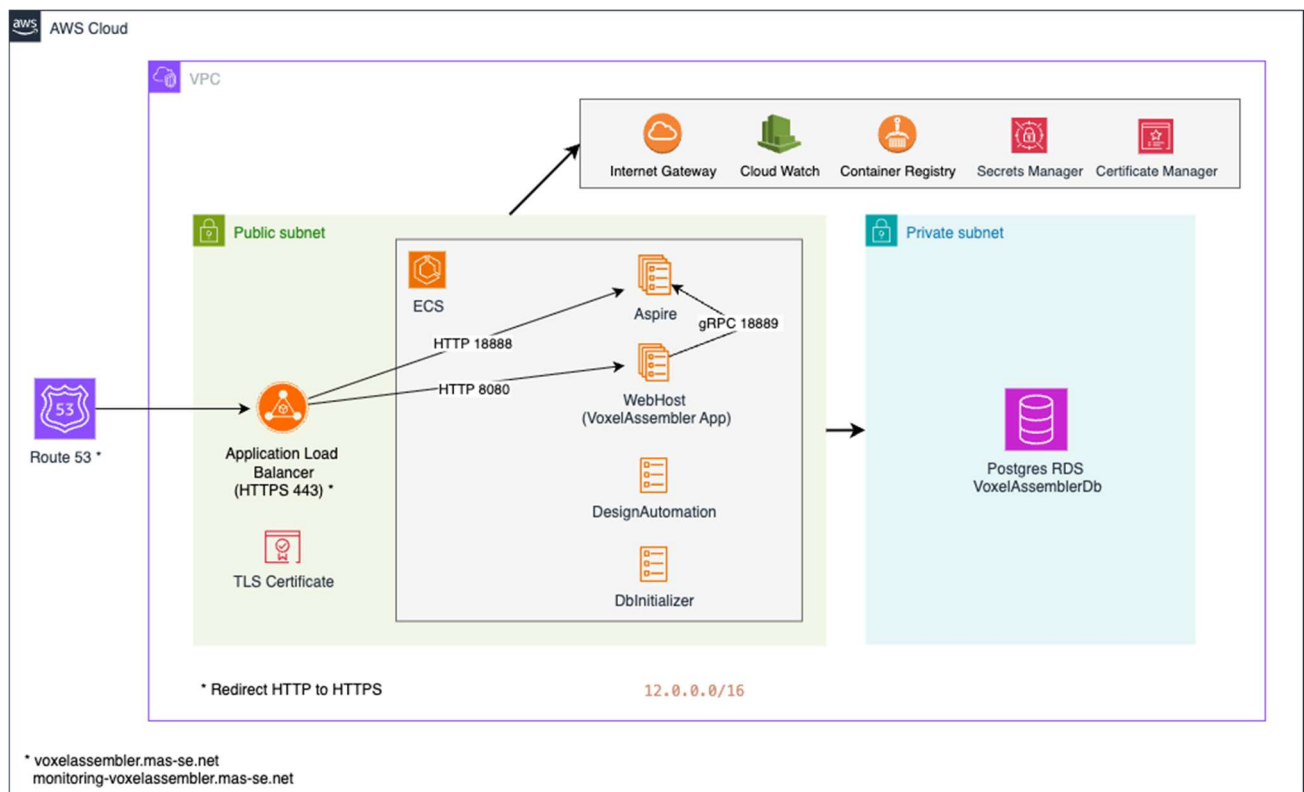 aws
AWS Cloud
VPC
Internet Gateway
Cloud Watch
Container Registry
Secrets Manager
Certificate Manager
Public subnet
Private subnet
ECS
Aspire
HTTP 18888
gRPC 18889
HTTP 8080
WebHost
(VoxelAssembler App)
53
Route 53 *
Application Load
Balancer
(HTTPS 443) *
Postgres RDS
VoxelAssemblerDb
DesignAutomation
TLS Certificate
DbInitializer
* Redirect HTTP to HTTPS
12.0.0.0/16
* voxelassembler.mas-se.net
monitoring-voxelassembler.mas-se.net